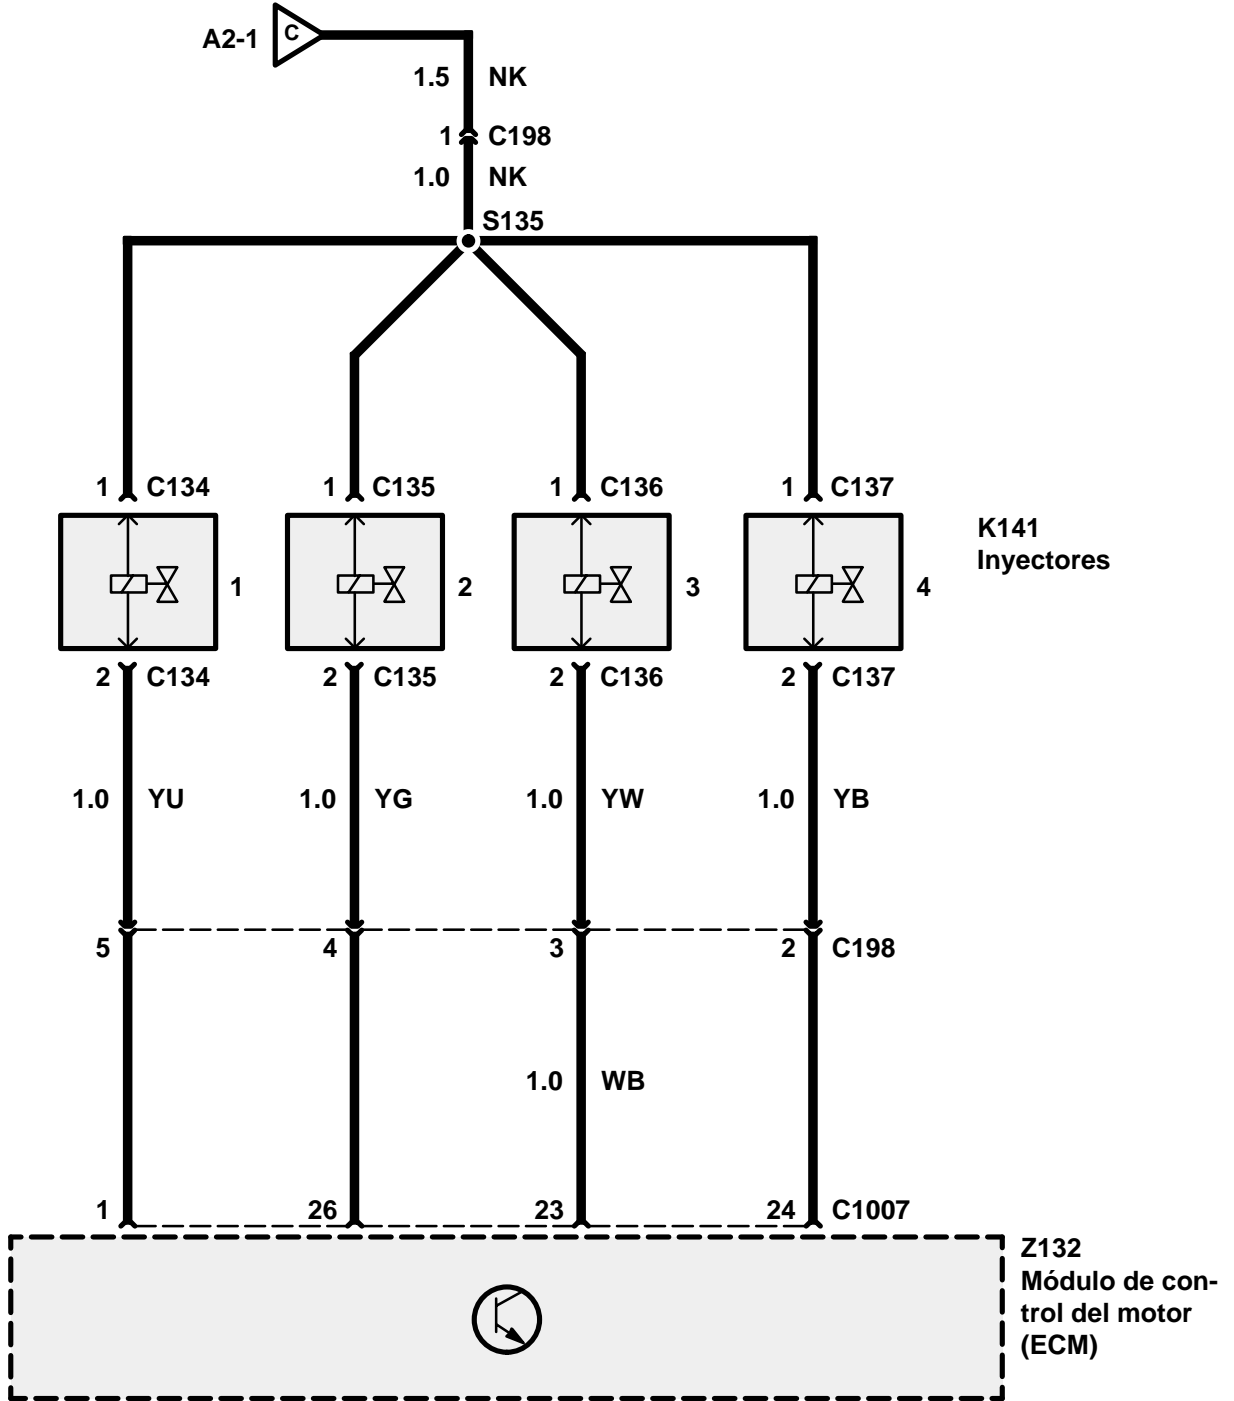 A2-1 C
1.5 NK
1 C198
1.0 NK
S135
1 C134 1 C135 1 C136 1 C137
K141
Inyectores
1 2 3 4
2 C134 2 C135 2 C136 2 C137
1.0 YU 1.0 YG 1.0 YW 1.0 YB
5 4 3 2 C198
1.0 WB
1 26 23 24 C1007
Z132
Módulo de con-
trol del motor
(ECM)